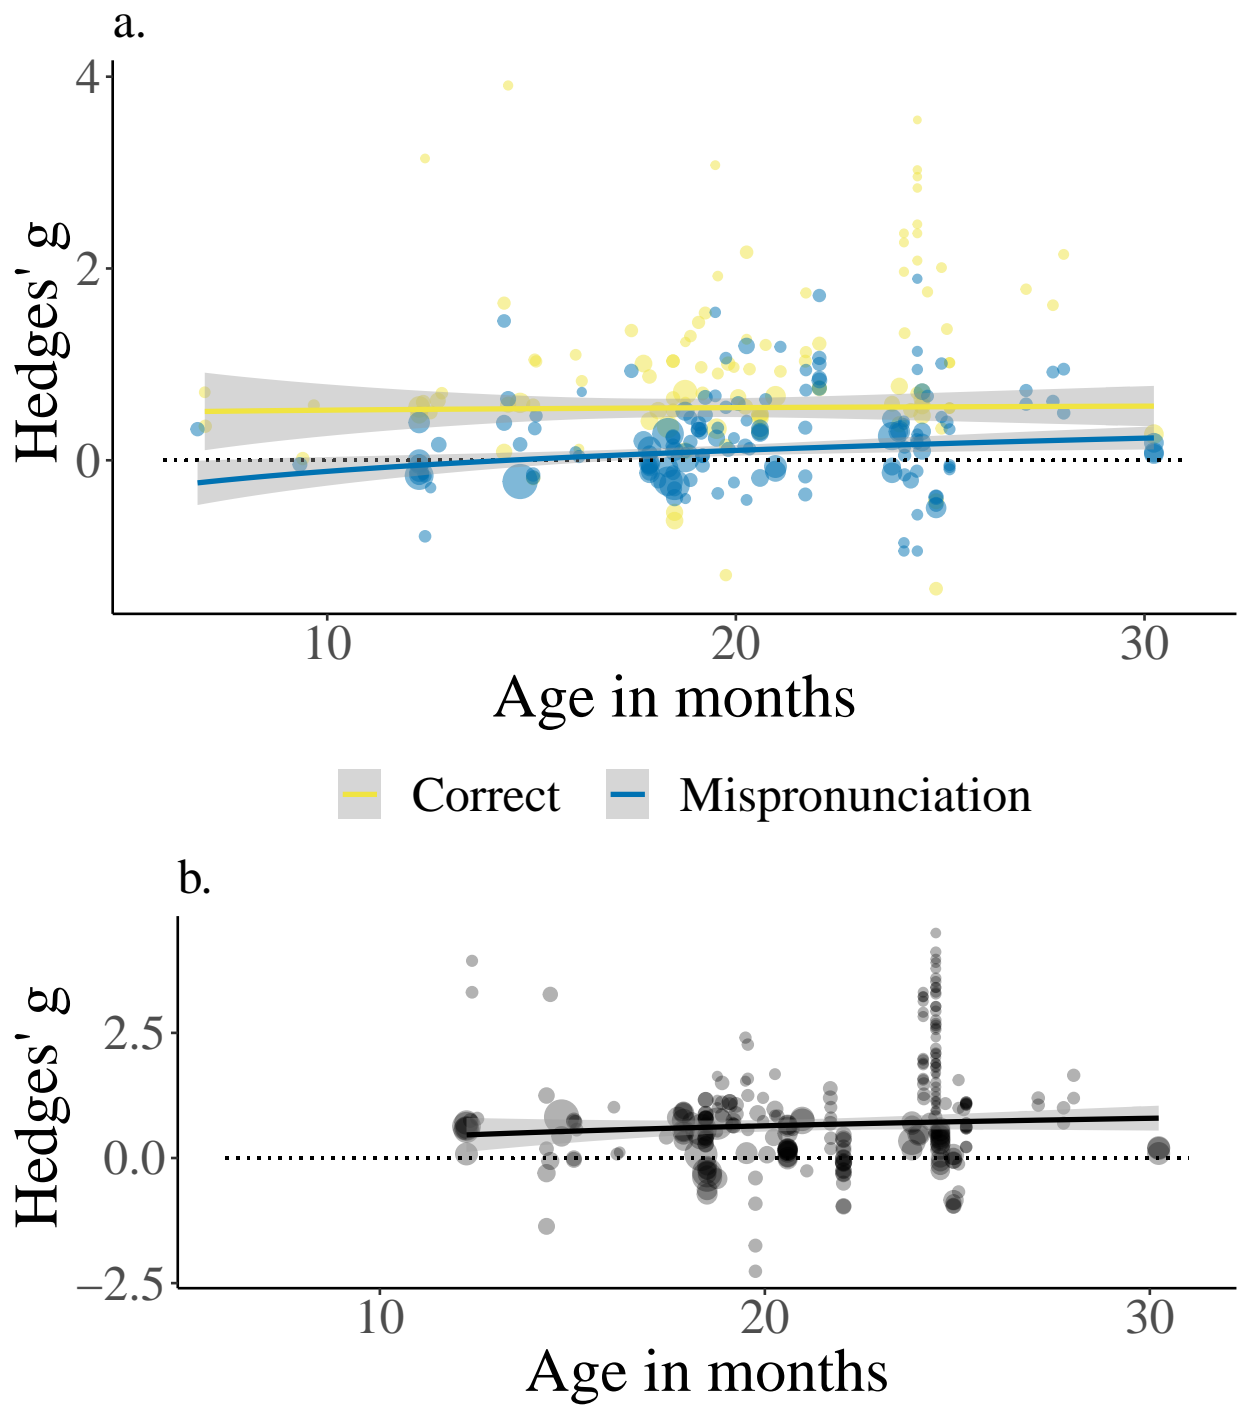 a.
Hedges' g
4
2
0
10 20 30
Age in months
Correct Mispronunciation
b.
Hedges' g
2.5
0.0
−2.5
10 20 30
Age in months